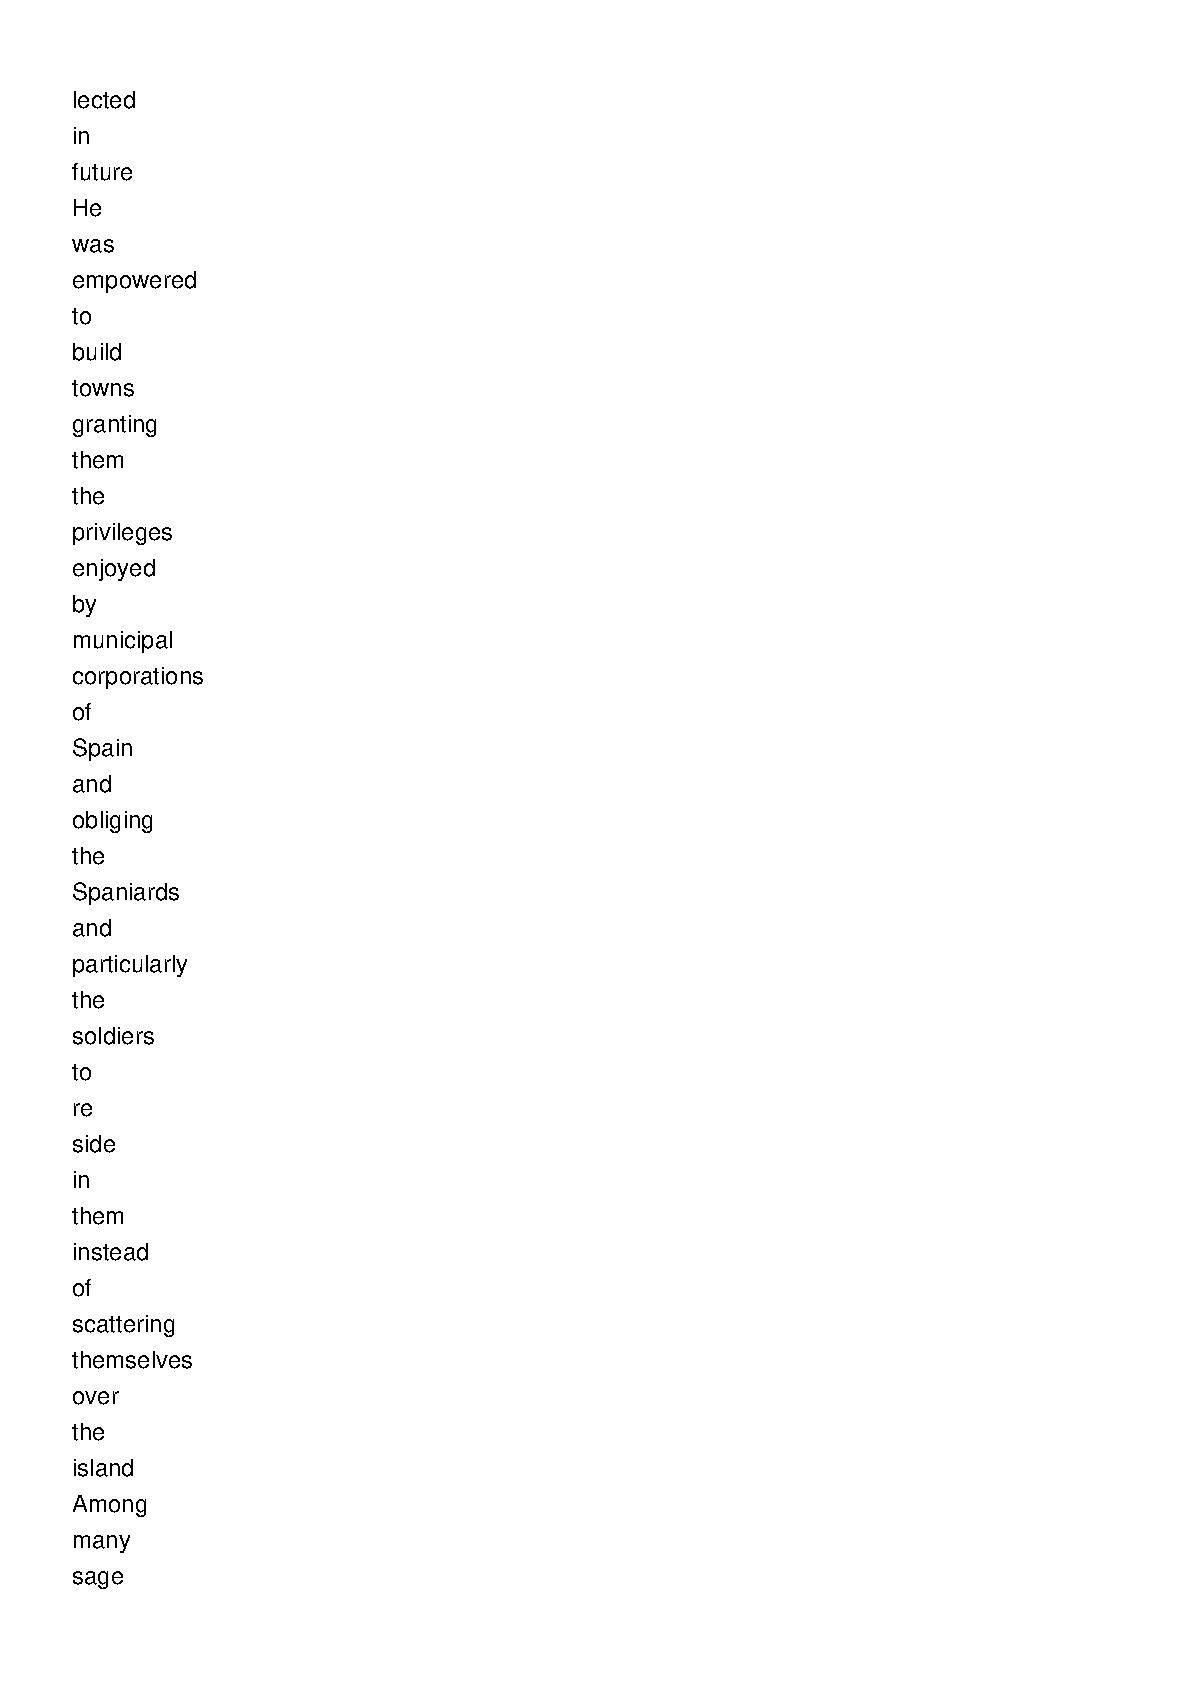 lected
in
future
He
was
empowered
to
build
towns
granting
them
the
privileges
enjoyed
by
municipal
corporations
of
Spain
and
obliging
the
Spaniards
and
particularly
the
soldiers
to
re
side
in
them
instead
of
scattering
themselves
over
the
island
Among
many
sage